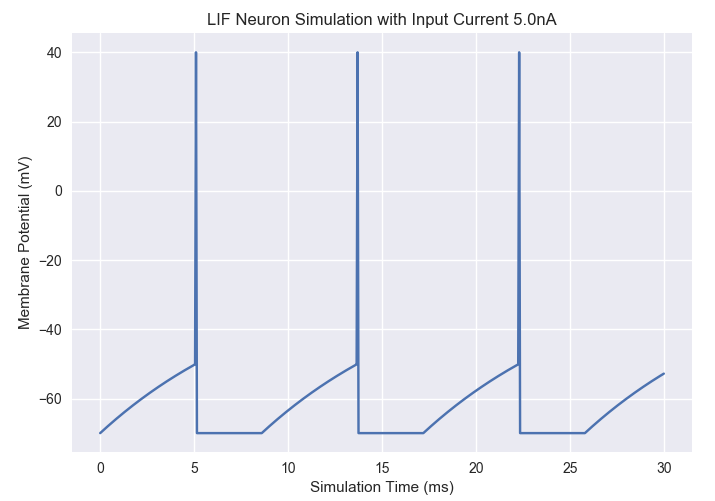 LIF Neuron Simulation with Input Current 5.0nA
40
20
0
−20
−40
−60
Membrane Potential (mV)
0 5 10 15 20 25 30
Simulation Time (ms)